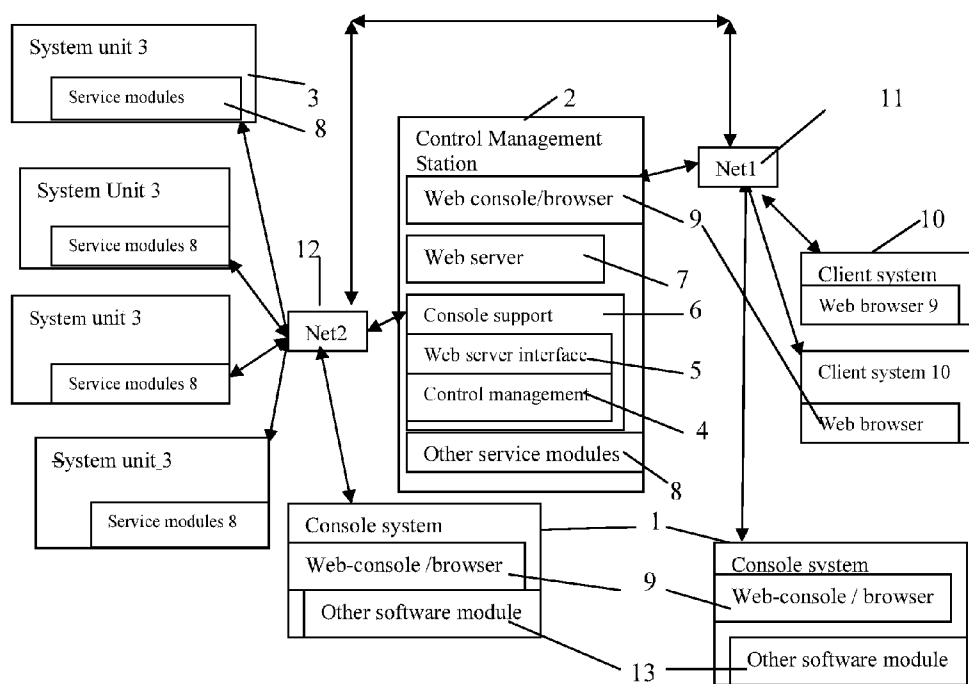 System unit 3
Service modules
3
8
System Unit 3
Service modules 8
System unit 3
Service modules 8
System unit 3
Service modules 8
12
Net2
2
Control Management
Station
Web console/browser
Web server
7
Console support
6
Web server interface
5
Control management
4
Other service modules
8
11
Net1
9
10
Client system
Web browser 9
Client system 10
Web browser
Console system
Web-console /browser
Other software module
1
9
13
Console system
Web-console / browser
Other software module